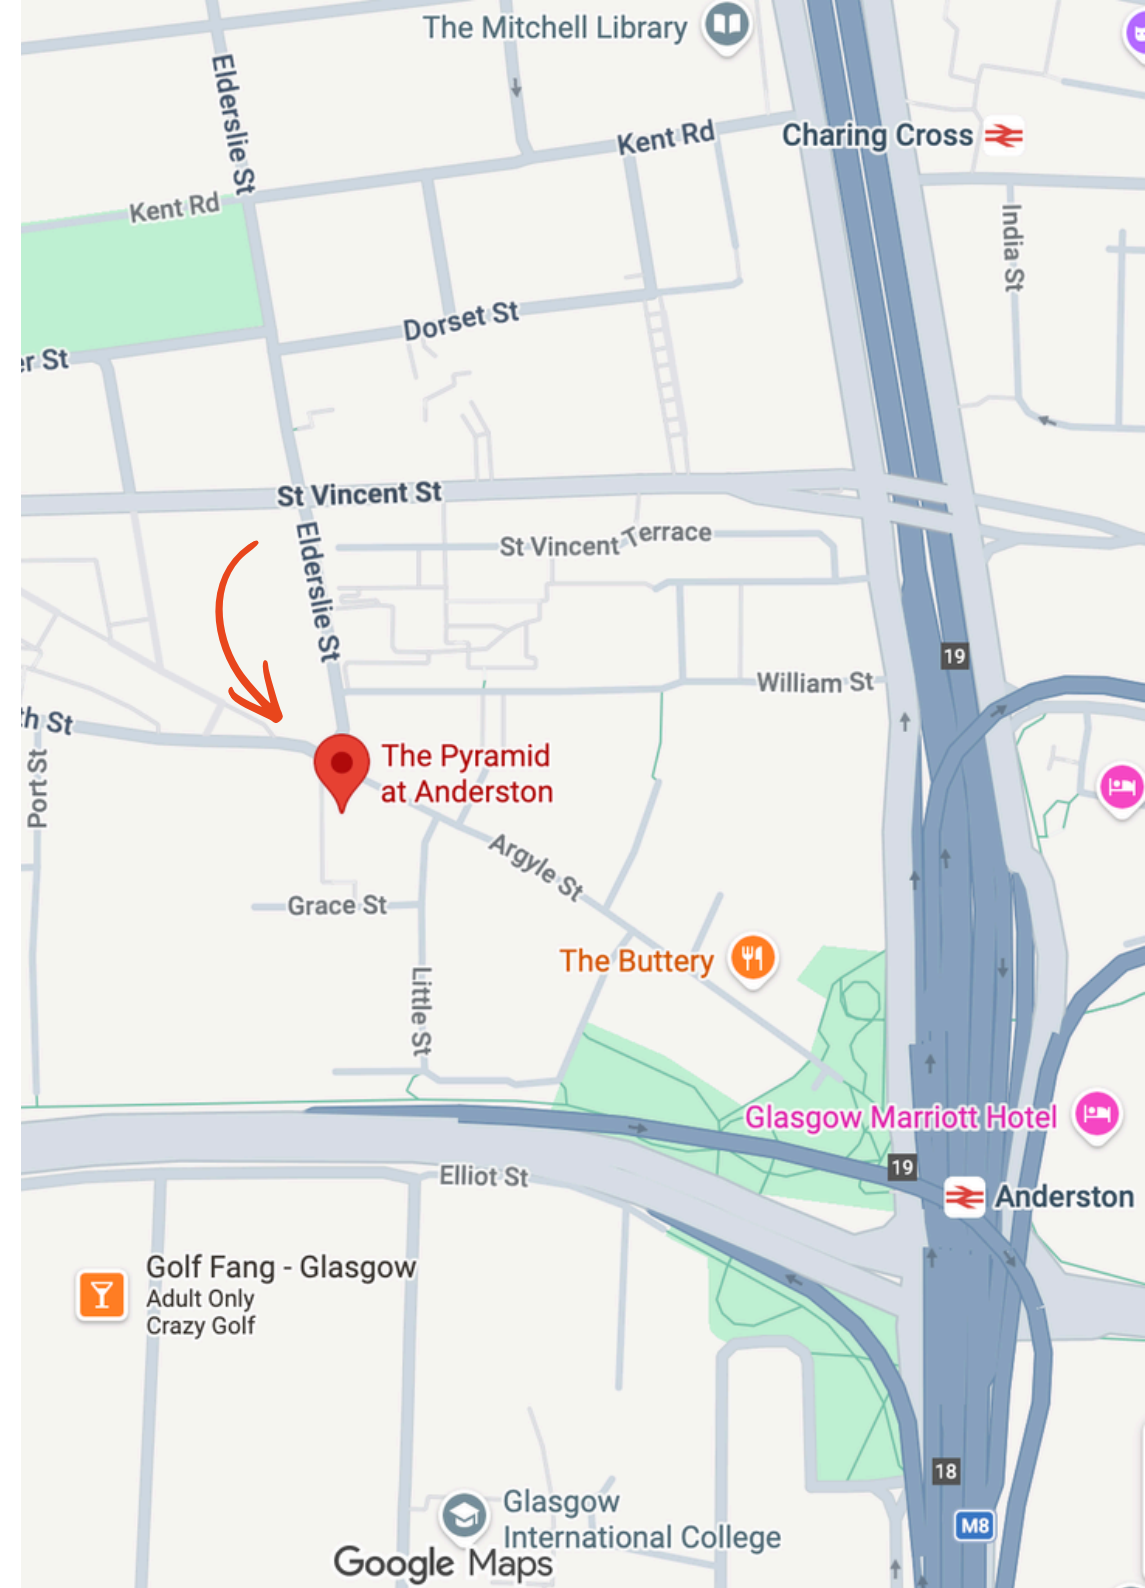 The Mitchell Library
Elderslie St
Kent Rd
Charing Cross
Kent Rd
India St
Dorset St
er St
St Vincent St
St Vincent Terrace
Elderslie St
19
William St
th St
Port St
The Pyramid
at Anderston
Argyle St
Grace St
The Buttery
Little St
Glasgow Marriott Hotel
19
Elliot St
Anderston
Golf Fang - Glasgow
Adult Only
Crazy Golf
18
Glasgow
International College
M8
Google Maps